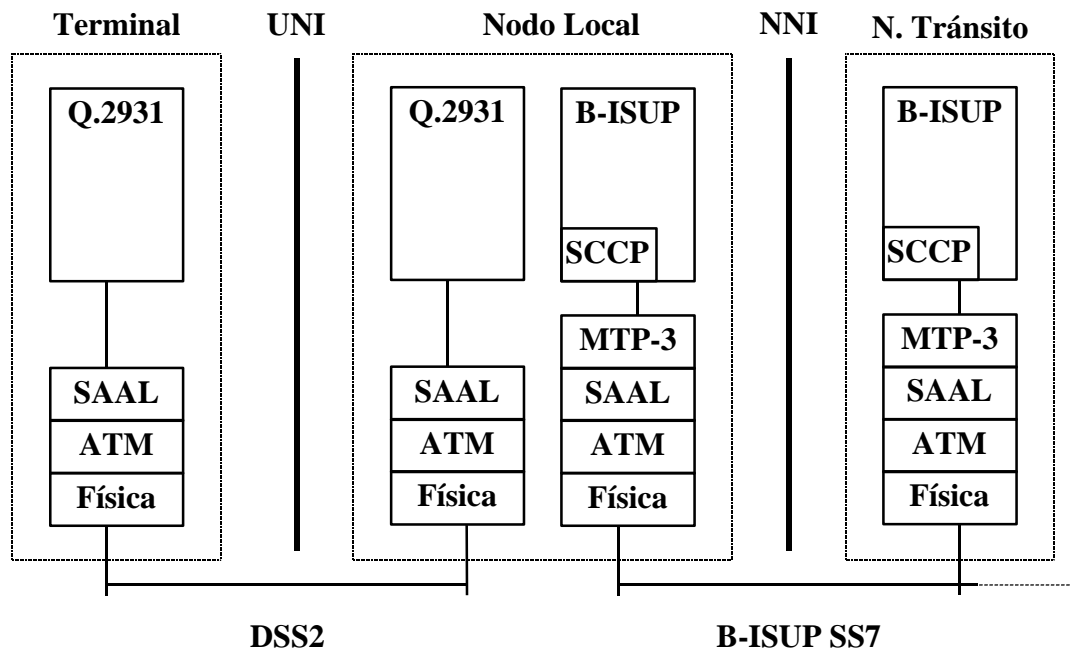 Terminal
UNI
Nodo Local
NNI
N. Tránsito
Q.2931
Q.2931
B-ISUP
B-ISUP
SCCP
SCCP
MTP-3
MTP-3
SAAL
SAAL
SAAL
SAAL
ATM
ATM
ATM
ATM
Física
Física
Física
Física
DSS2
B-ISUP SS7